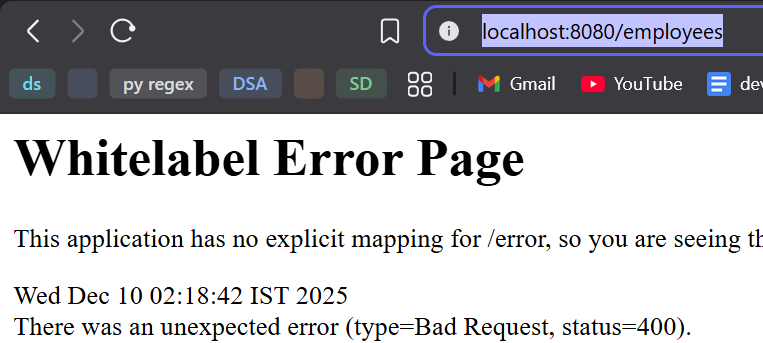 localhost:8080/employees
ds py regex DSA SD Gmail YouTube dev
Whitelabel Error Page
This application has no explicit mapping for /error, so you are seeing th
Wed Dec 10 02:18:42 IST 2025
There was an unexpected error (type=Bad Request, status=400).